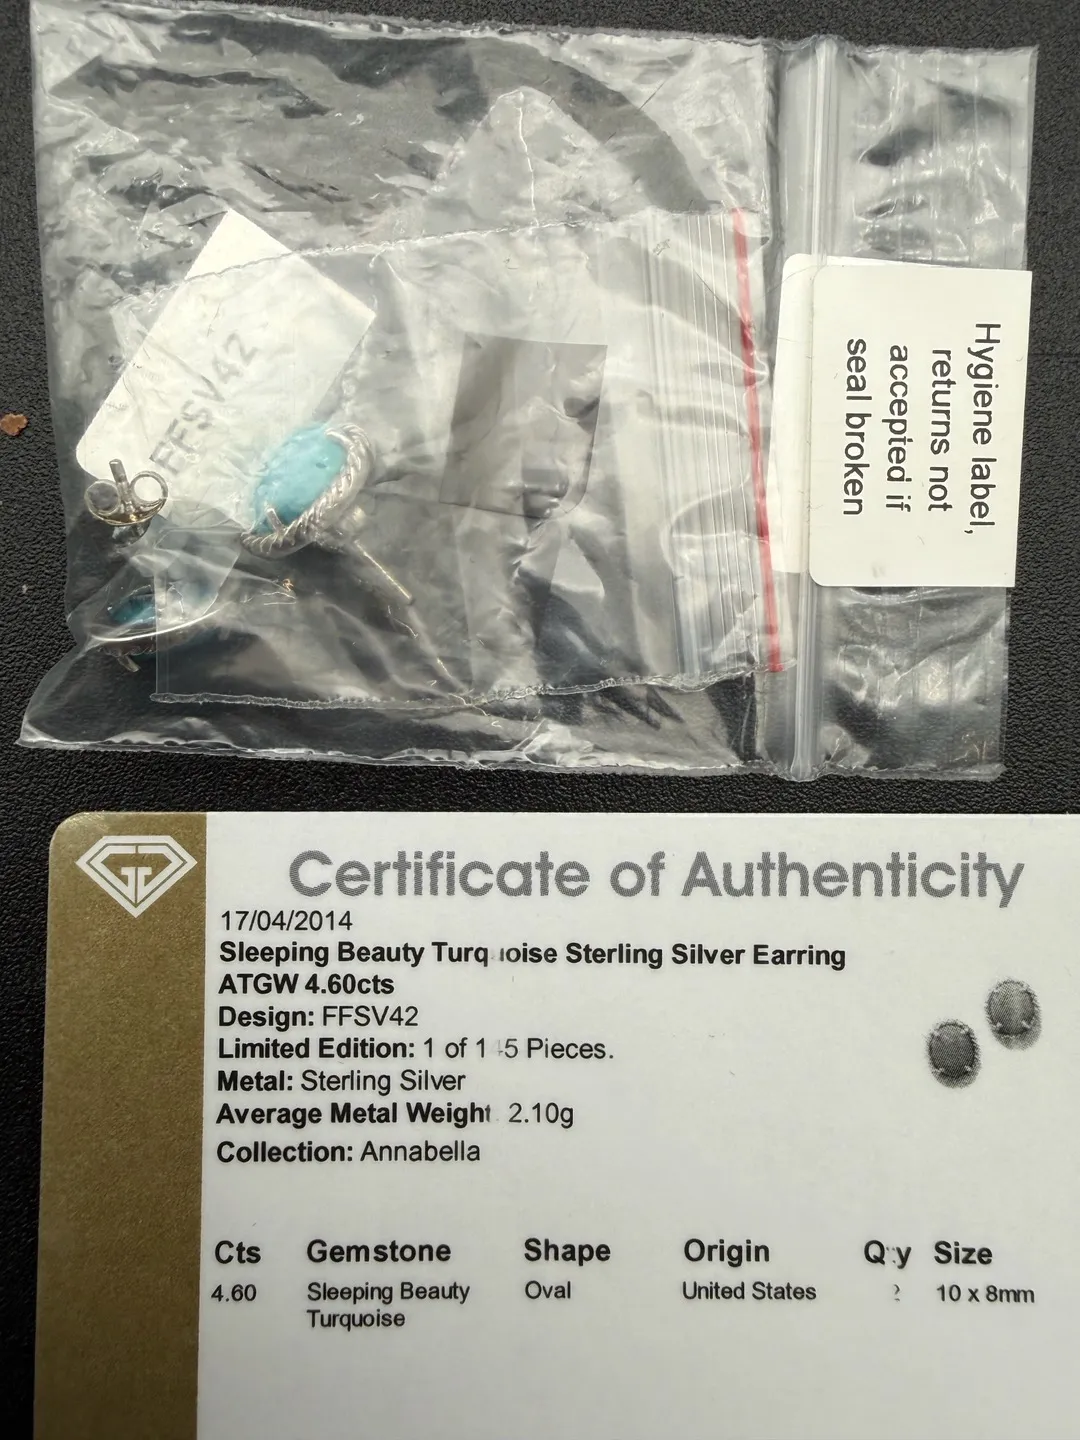 FFSV42
Hygiene label,
returns not
accepted if
seal broken
Certificate of Authenticity
17/04/2014
Sleeping Beauty Turquoise Sterling Silver Earring
ATGW 4.60cts
Design: FFSV42
Limited Edition: 1 of Pieces.
Metal: Sterling Silver
Average Metal Weight 2.10g
Collection: Annabella
Cts Gemstone Shape Origin Qty Size
4.60 Sleeping Beauty Oval United States 10 x 8mm
Turquoise